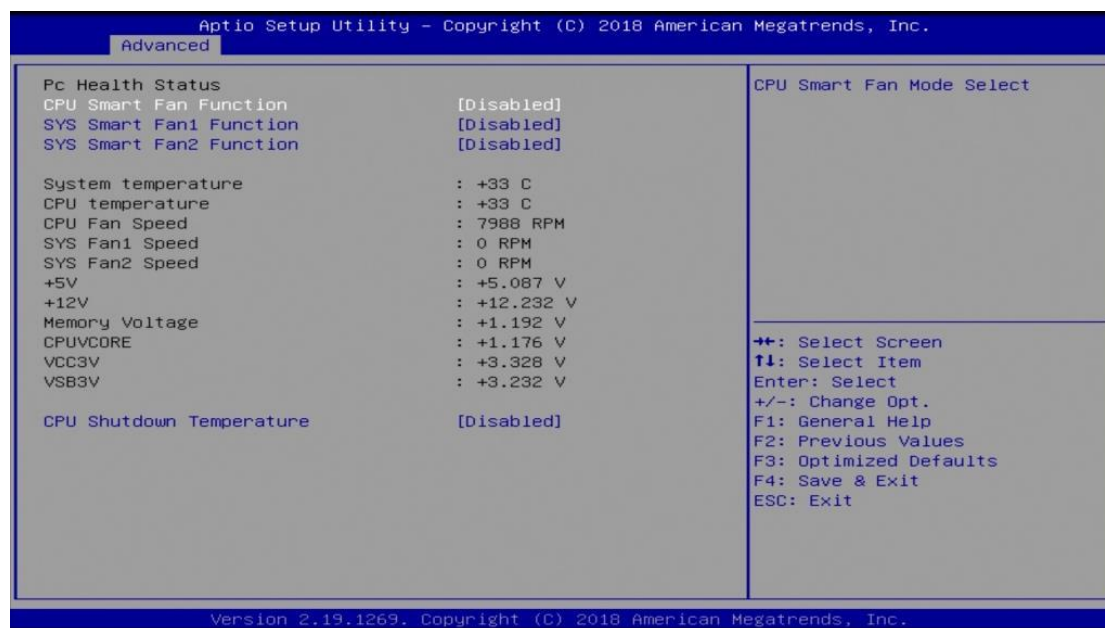 Aptio Setup Utility – Copyright (C) 2018 American Megatrends, Inc.
Advanced
Pc Health Status
CPU Smart Fan Function [Disabled]
SYS Smart Fan1 Function [Disabled]
SYS Smart Fan2 Function [Disabled]
System temperature : +33 C
CPU temperature : +33 C
CPU Fan Speed : 7988 RPM
SYS Fan1 Speed : 0 RPM
SYS Fan2 Speed : 0 RPM
+5V : +5.087 V
+12V : +12.232 V
Memory Voltage : +1.192 V
CPUVCORE : +1.176 V
VCC3V : +3.328 V
VSB3V : +3.232 V
CPU Shutdown Temperature [Disabled]
CPU Smart Fan Mode Select
→←: Select Screen
↑↓: Select Item
Enter: Select
+/-: Change Opt.
F1: General Help
F2: Previous Values
F3: Optimized Defaults
F4: Save & Exit
ESC: Exit
Version 2.19.1269. Copyright (C) 2018 American Megatrends, Inc.